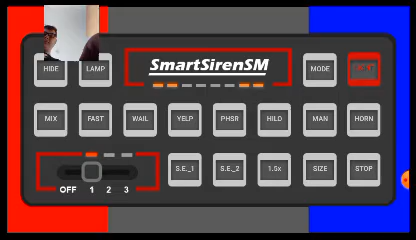 SmartSirenSM
HIDE LAMP MODE
MIX FAST WAIL YELP PHSR HILO MAN HORN
S.E._1 S.E._2 1.5x SIZE STOP
OFF 1 2 3